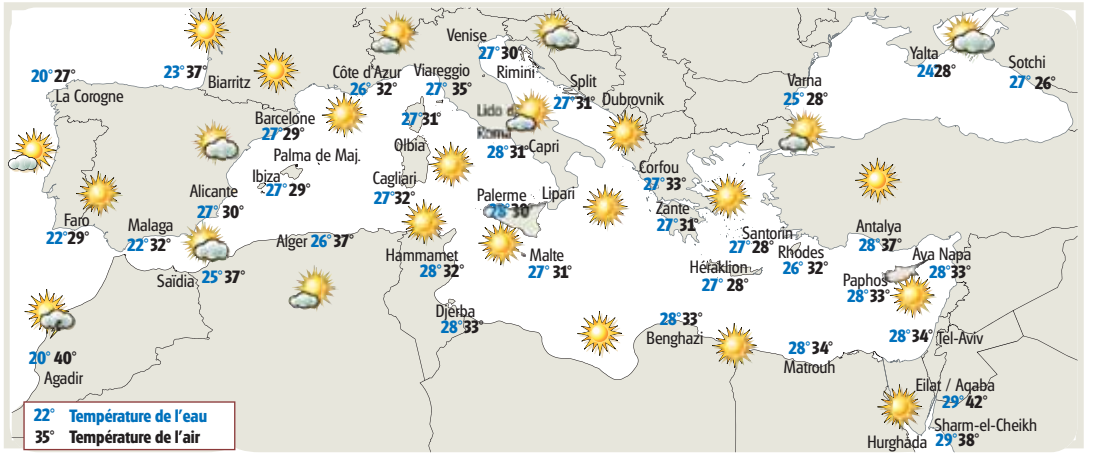 Venise
27° 30°
Rimini
Yalta
24 28°
Sotchi
27° 26°
20° 27°
La Corogne
23° 37°
Biarritz
Côte d'Azur
26° 32°
Viareggio
27° 35°
Split
27° 31°
Dubrovnik
Varna
25° 28°
Barcelone
27° 29°
27° 31°
Olbia
Lido di
Roma
28° 31°
Capri
Palma de Maj.
Ibiza
27° 29°
Cagliari
27° 32°
Corfou
27° 33°
Alicante
27° 30°
Palerme
28° 30°
Lipari
Zante
27° 31°
Faro
22° 29°
Malaga
22° 32°
Alger 26° 37°
Santorin
27° 28°
Rhodes
26° 32°
Antalya
28° 37°
Saïdia
25° 37°
Hammamet
28° 32°
Malte
27° 31°
Héraklion
27° 28°
Aya Napa
28° 33°
Paphos
28° 33°
Djerba
28° 33°
28° 33°
Benghazi
28° 34°
Tel-Aviv
28° 34°
Matrouh
20° 40°
Agadir
Eilat / Aqaba
29° 42°
Sharm-el-Cheikh
29° 38°
Hurghada
22° Température de l'eau
35° Température de l'air